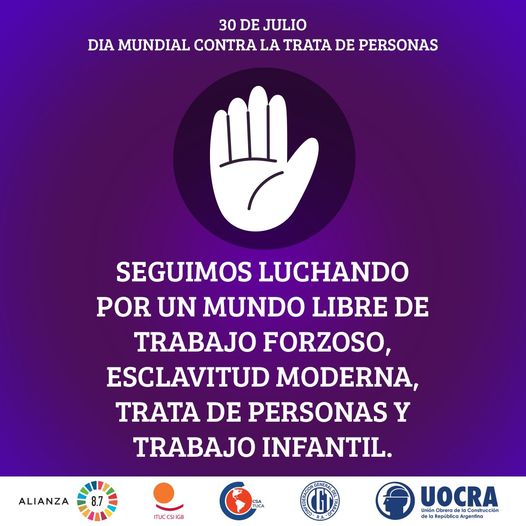 30 DE JULIO
DIA MUNDIAL CONTRA LA TRATA DE PERSONAS
SEGUIMOS LUCHANDO
POR UN MUNDO LIBRE DE
TRABAJO FORZOSO,
ESCLAVITUD MODERNA,
TRATA DE PERSONAS Y
TRABAJO INFANTIL.
ALIANZA 8.7
ITUC CSI IGB
CSA
TUCA
CGT
UOCRA
Unión Obrera de la Construcción
de la República Argentina